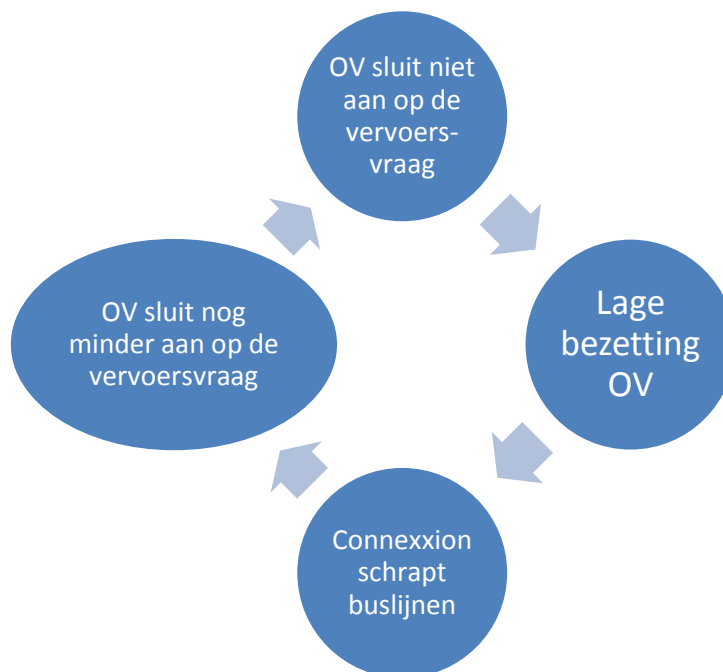 OV sluit niet
aan op de
vervoers-
vraag
Lage
bezetting
OV
Connexxion
schrapt
buslijnen
OV sluit nog
minder aan op de
vervoersvraag